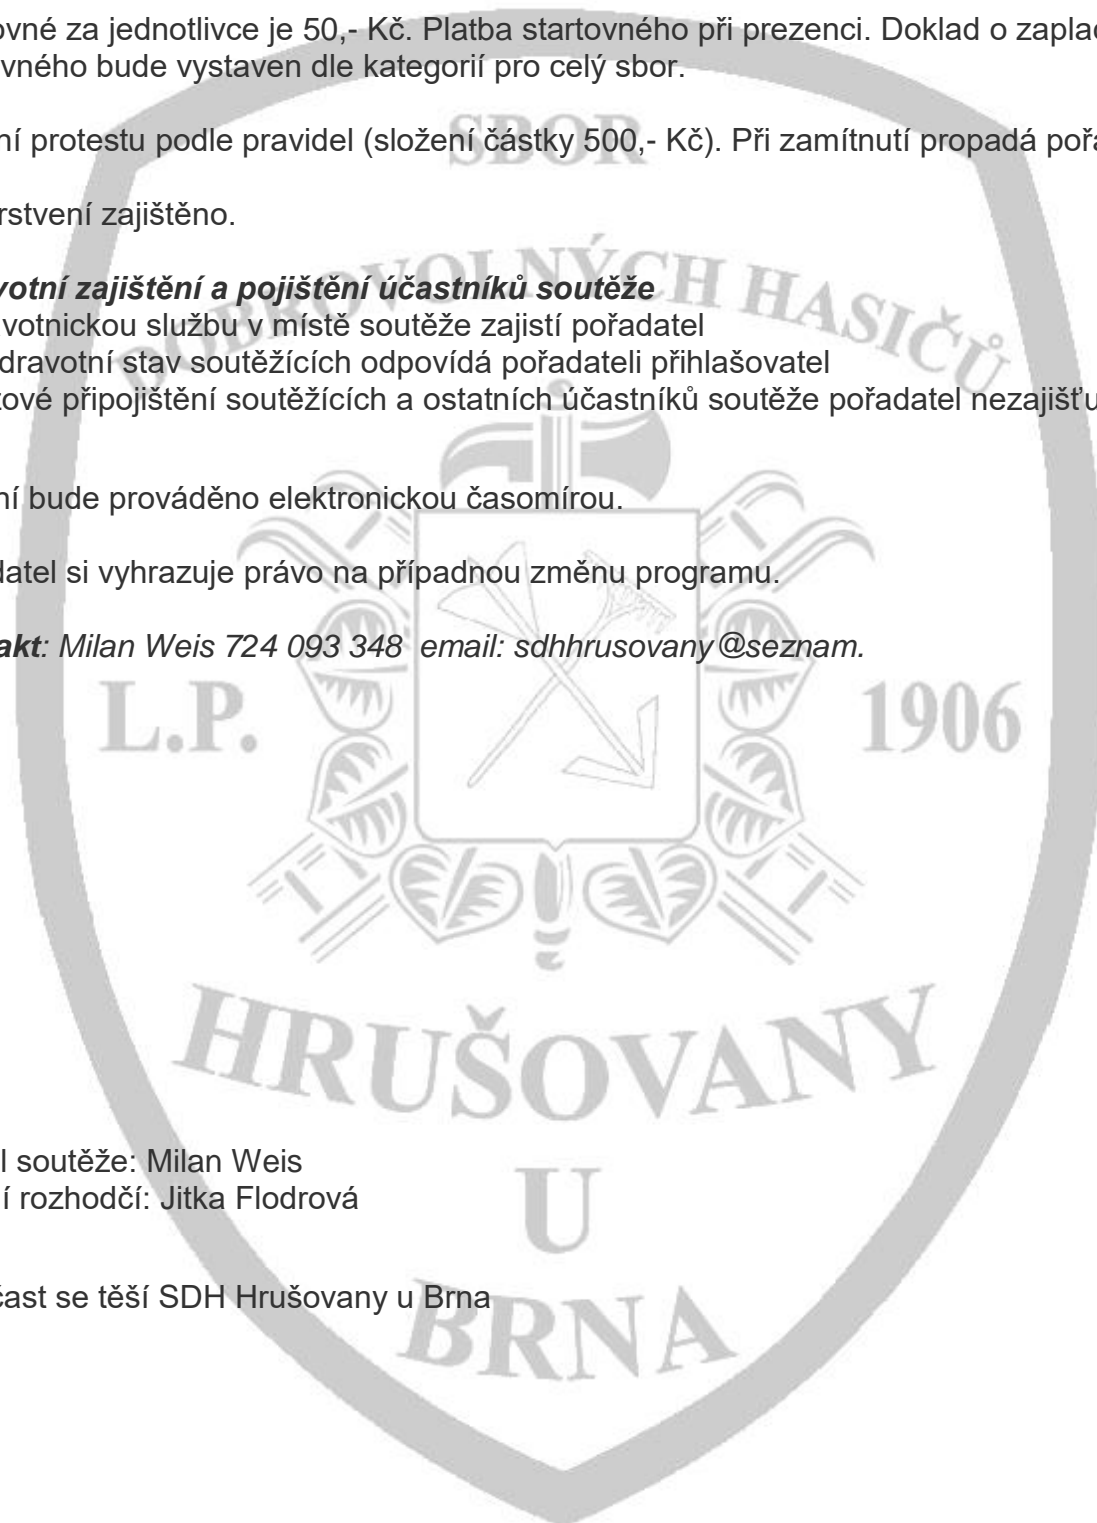 ovné za jednotlivce je 50,- Kč. Platba startovného při prezenci. Doklad o zaplac
vného bude vystaven dle kategorií pro celý sbor.
ní protestu podle pravidel (složení částky 500,- Kč). Při zamítnutí propadá pořa
rstvení zajištěno.
votní zajištění a pojištění účastníků soutěže
votnickou službu v místě soutěže zajistí pořadatel
dravotní stav soutěžících odpovídá pořadateli přihlašovatel
zové připojištění soutěžících a ostatních účastníků soutěže pořadatel nezajišťu
ní bude prováděno elektronickou časomírou.
datel si vyhrazuje právo na případnou změnu programu.
akt: Milan Weis 724 093 348 email: sdhhrusovany@seznam.
l soutěže: Milan Weis
í rozhodčí: Jitka Flodrová
čast se těší SDH Hrušovany u Brna
SBOR
DOBROVOLNÝCH HASIČŮ
L.P. 1906
HRUŠOVANY
U
BRNA